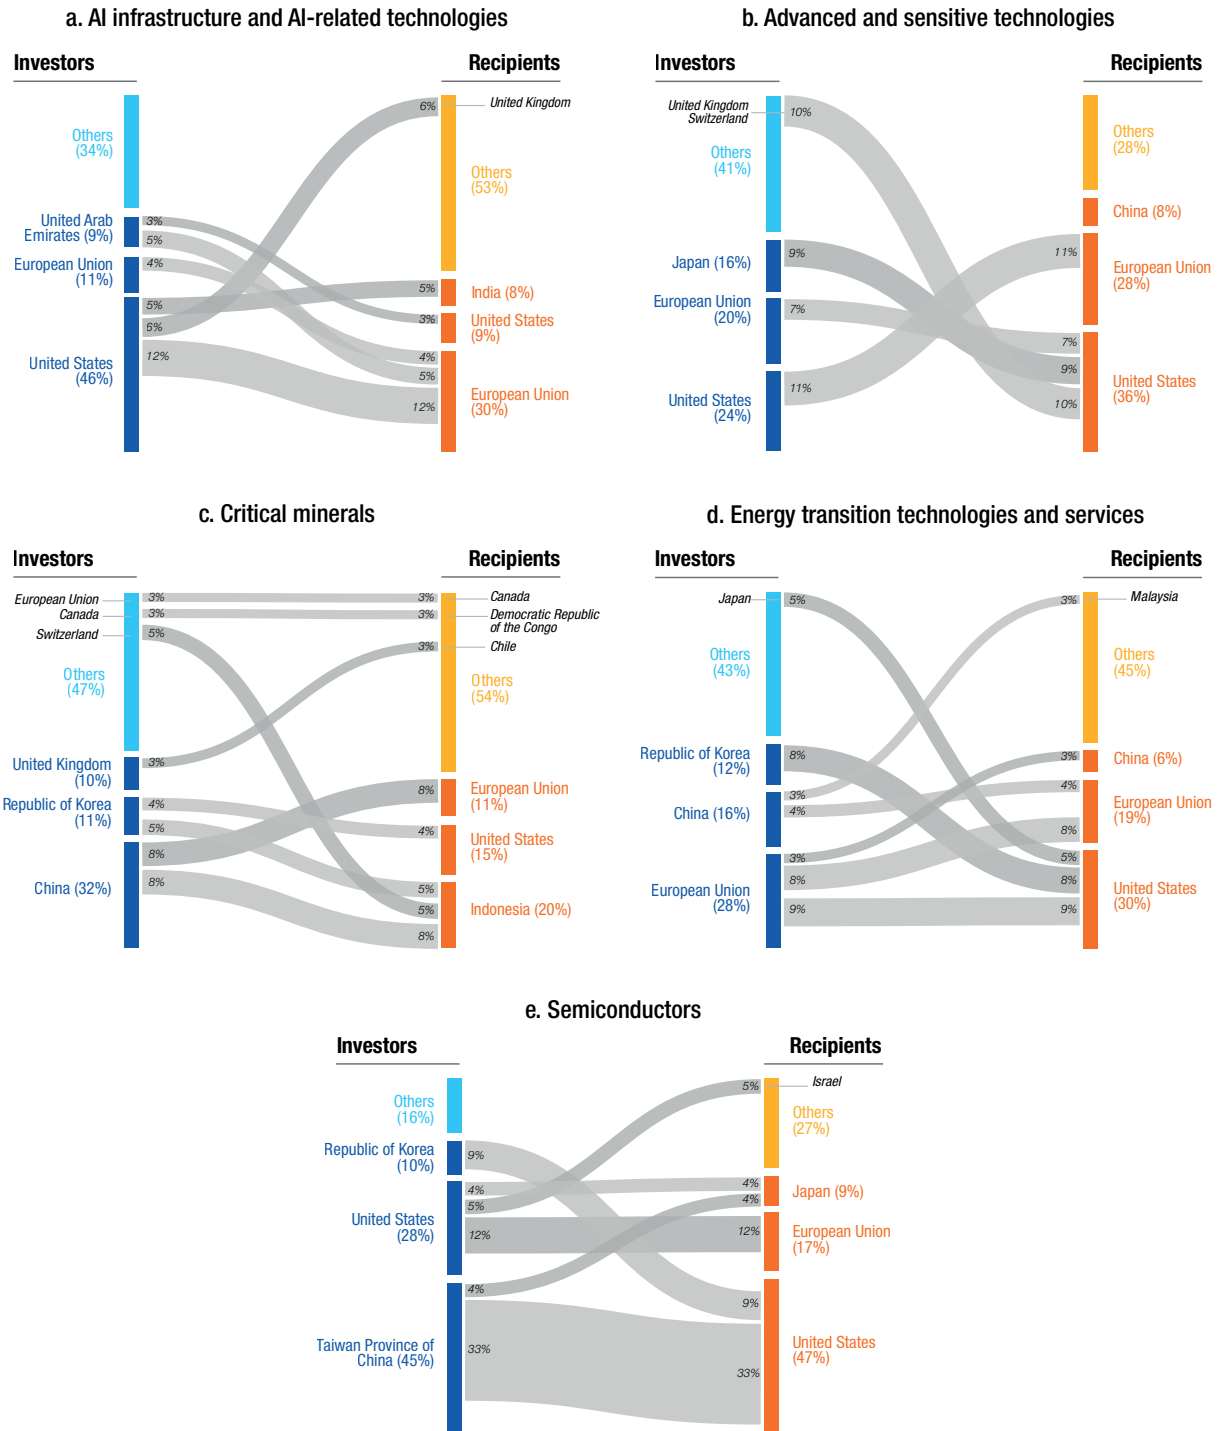 a. AI infrastructure and AI-related technologies
Investors
Recipients
Others
(34%)
United Arab
Emirates (9%)
European Union
(11%)
United States
(46%)
3%
5%
4%
5%
6%
12%
6%
5%
3%
4%
5%
12%
United Kingdom
Others
(53%)
India (8%)
United States
(9%)
European Union
(30%)
b. Advanced and sensitive technologies
Investors
Recipients
United Kingdom
Switzerland
Others
(41%)
Japan (16%)
European Union
(20%)
United States
(24%)
10%
9%
7%
11%
11%
7%
9%
10%
Others
(28%)
China (8%)
European Union
(28%)
United States
(36%)
c. Critical minerals
Investors
Recipients
European Union
Canada
Switzerland
Others
(47%)
United Kingdom
(10%)
Republic of Korea
(11%)
China (32%)
3%
3%
5%
3%
4%
5%
8%
8%
3%
3%
3%
8%
4%
5%
5%
8%
Canada
Democratic Republic
of the Congo
Chile
Others
(54%)
European Union
(11%)
United States
(15%)
Indonesia (20%)
d. Energy transition technologies and services
Investors
Recipients
Japan
Others
(43%)
Republic of Korea
(12%)
China (16%)
European Union
(28%)
5%
8%
3%
4%
3%
8%
9%
3%
3%
4%
8%
5%
8%
9%
Malaysia
Others
(45%)
China (6%)
European Union
(19%)
United States
(30%)
e. Semiconductors
Investors
Recipients
Others
(16%)
Republic of Korea
(10%)
United States
(28%)
Taiwan Province of
China (45%)
9%
4%
5%
12%
4%
33%
5%
4%
4%
12%
9%
33%
Israel
Others
(27%)
Japan (9%)
European Union
(17%)
United States
(47%)